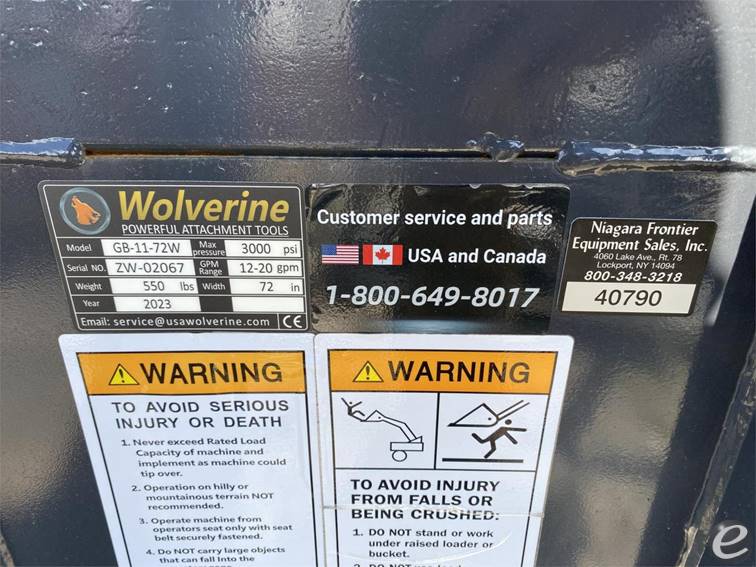 Wolverine
POWERFUL ATTACHMENT TOOLS
Model GB-11-72W Max pressure 3000 psi
Serial NO. ZW-02067 GPM Range 12-20 gpm
Weight 550 lbs Width 72 in
Year 2023
Email: service@usawolverine.com CE
Customer service and parts
USA and Canada
1-800-649-8017
Niagara Frontier
Equipment Sales, Inc.
4060 Lake Ave., Rt. 78
Lockport, NY 14094
800-348-3218
40790
WARNING
TO AVOID SERIOUS
INJURY OR DEATH
1. Never exceed Rated Load
Capacity of machine and
implement as machine could
tip over.
2. Operation on hilly or
mountainous terrain NOT
recommended.
3. Operate machine from
operators seat only with seat
belt securely fastened.
4. Do NOT carry large objects
that can fall Into the
WARNING
TO AVOID INJURY
FROM FALLS OR
BEING CRUSHED:
1. DO NOT stand or work
under raised loader or
bucket.
e